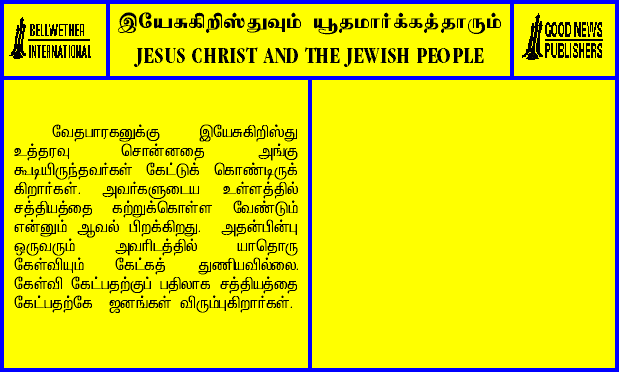 BELLWETHER
INTERNATIONAL
இயேசுகிறிஸ்துவும் யூதமார்க்கத்தாரும்
JESUS CHRIST AND THE JEWISH PEOPLE
GOOD NEWS
PUBLISHERS
வேதபாரகனுக்கு இயேசுகிறிஸ்து
உத்தரவு சொன்னதை அங்கு
கூடியிருந்தவர்கள் கேட்டுக் கொண்டிருக்
கிறார்கள். அவர்களுடைய உள்ளத்தில்
சத்தியத்தை கற்றுக்கொள்ள வேண்டும்
என்னும் ஆவல் பிறக்கிறது. அதன்பின்பு
ஒருவரும் அவரிடத்தில் யாதொரு
கேள்வியும் கேட்கத் துணியவில்லை.
கேள்வி கேட்பதற்குப் பதிலாக சத்தியத்தை
கேட்பதற்கே ஜனங்கள் விரும்புகிறார்கள்.